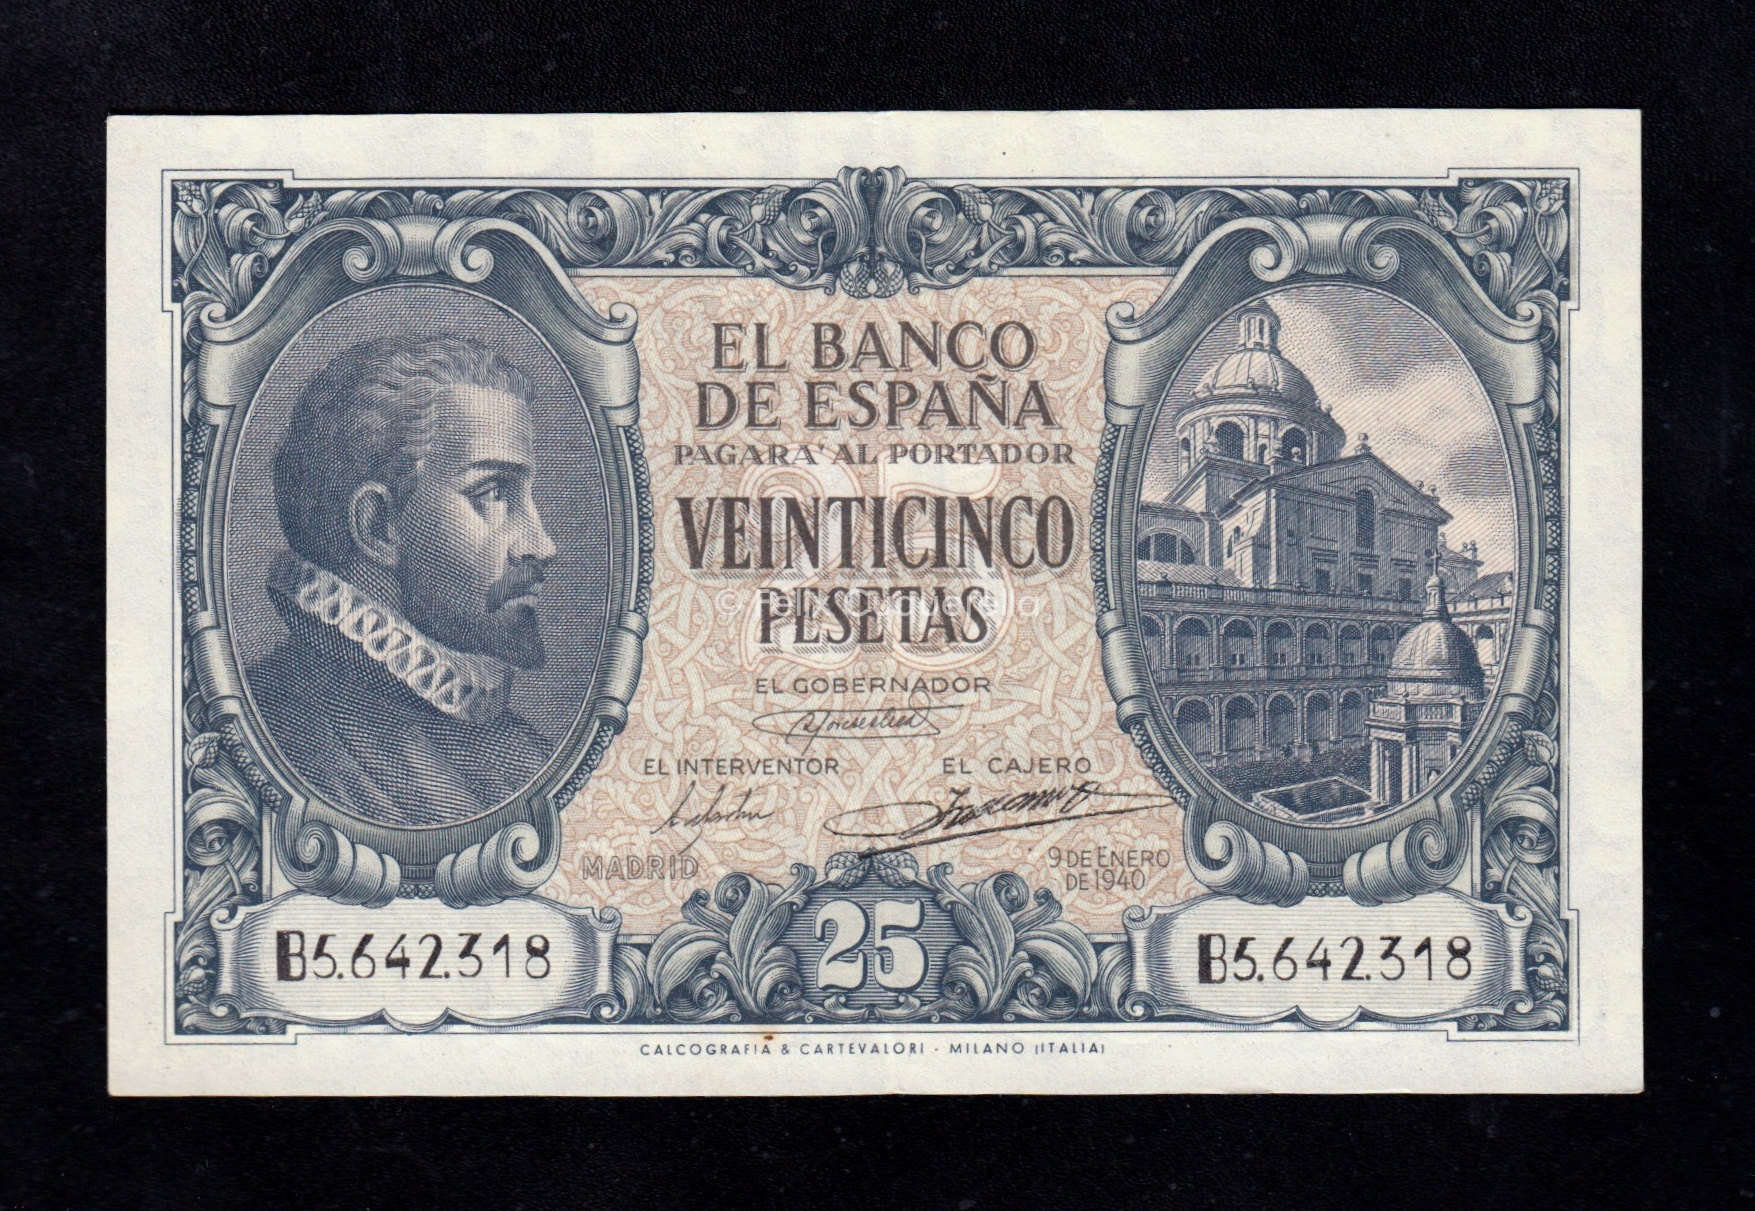 EL BANCO
DE ESPAÑA
PAGARA AL PORTADOR
25
VEINTICINCO
PESETAS
EL GOBERNADOR
EL INTERVENTOR
EL CAJERO
MADRID
9 DE ENERO
DE 1940
B5.642.318
25
B5.642.318
CALCOGRAFIA & CARTEVALORI - MILANO (ITALIA)